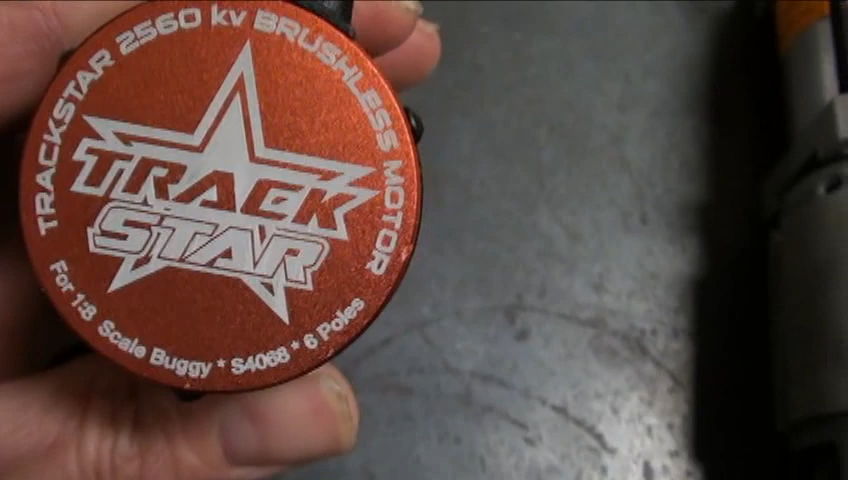 TRACKSTAR 2560 kv BRUSHLESS MOTOR
TRACK
STAR
For 1:8 Scale Buggy * S4068 * 6 Poles